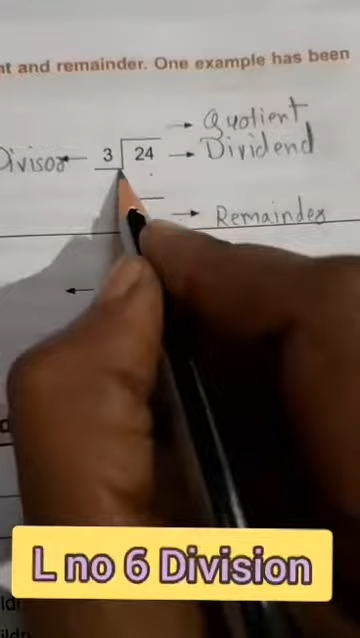 nt and remainder. One example has been
Quotient
Divisor 3 24 Dividend
Remainder
L no 6 Division